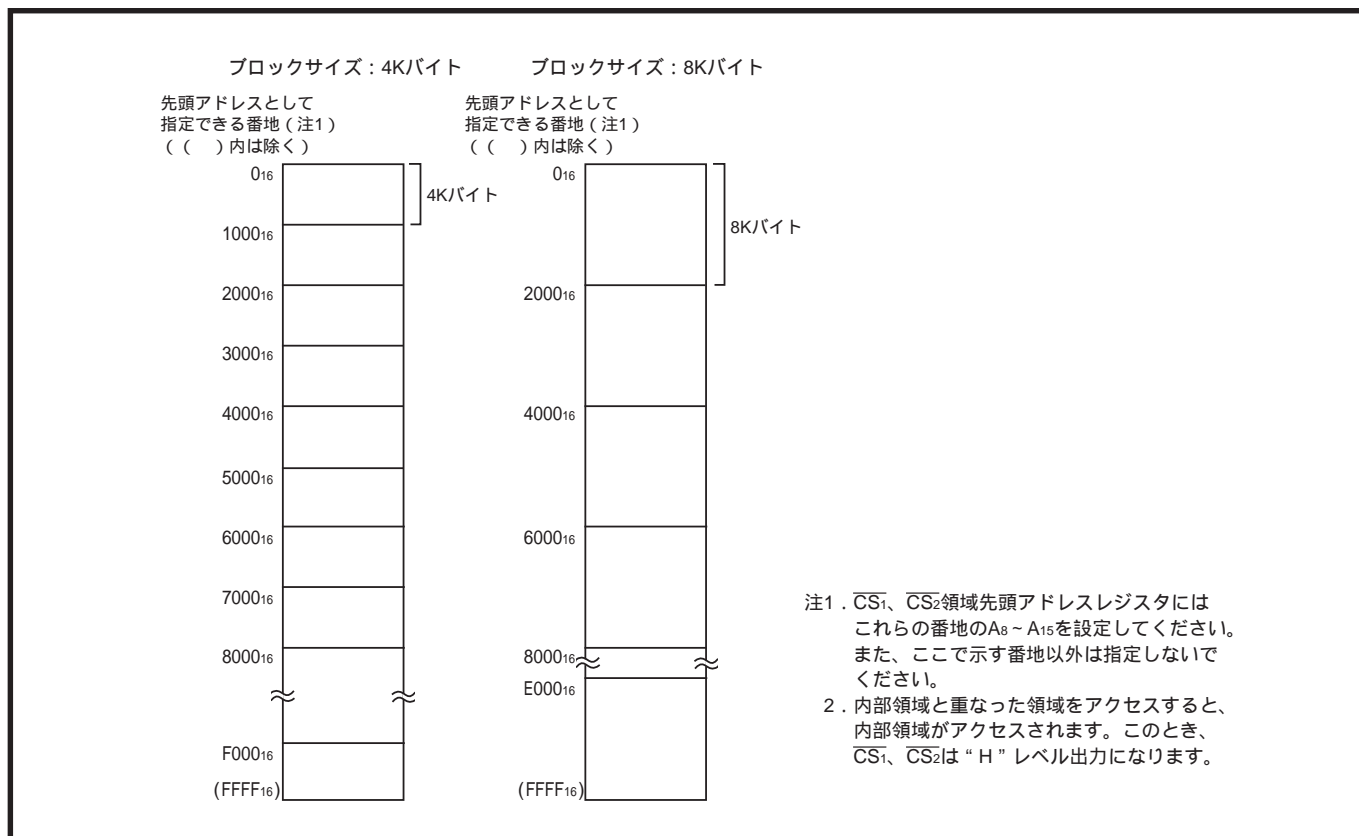 ブロックサイズ：4Kバイト
先頭アドレスとして
指定できる番地（注1）
（（　）内は除く）
0₁₆
1000₁₆
2000₁₆
3000₁₆
4000₁₆
5000₁₆
6000₁₆
7000₁₆
8000₁₆
F000₁₆
(FFFF₁₆)
4Kバイト
ブロックサイズ：8Kバイト
先頭アドレスとして
指定できる番地（注1）
（（　）内は除く）
0₁₆
2000₁₆
4000₁₆
6000₁₆
8000₁₆
E000₁₆
(FFFF₁₆)
8Kバイト
注1．C̅S̅₁、C̅S̅₂領域先頭アドレスレジスタには
これらの番地のA₈～A₁₅を設定してください。
また、ここで示す番地以外は指定しないで
ください。
2．内部領域と重なった領域をアクセスすると、
内部領域がアクセスされます。このとき、
C̅S̅₁、C̅S̅₂は“H”レベル出力になります。